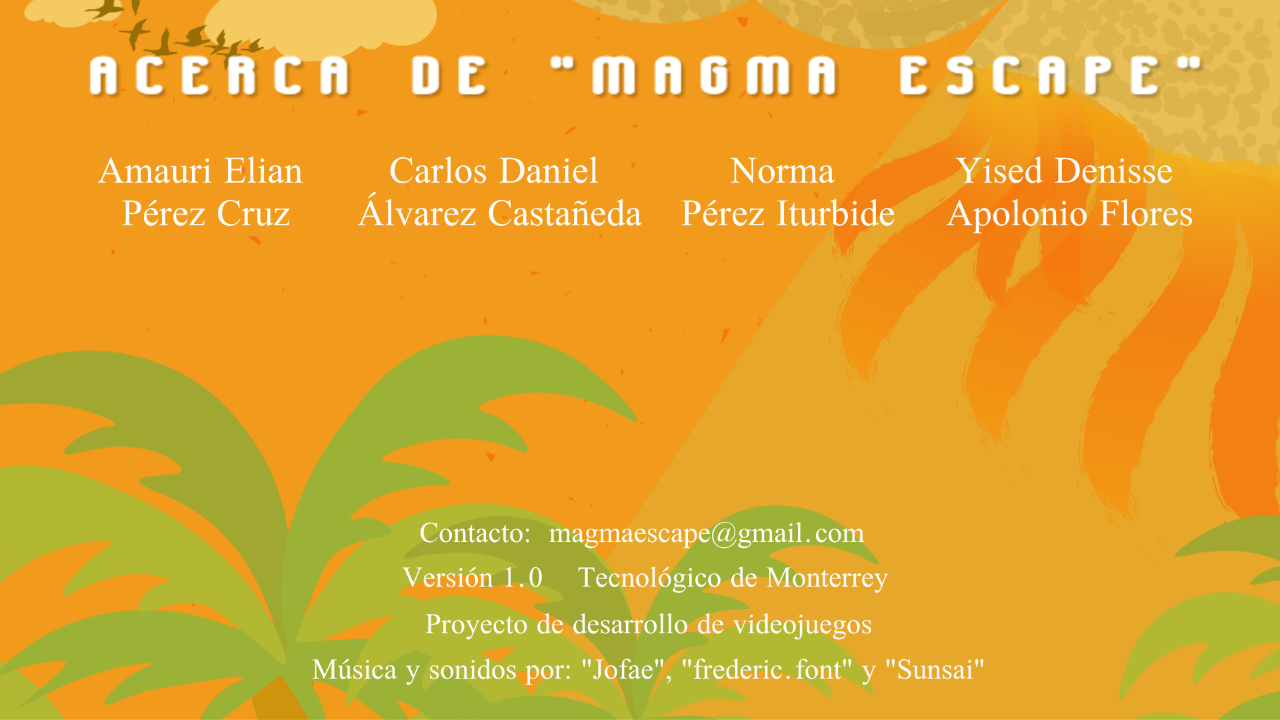 ACERCA DE "MAGMA ESCAPE"
Amauri Elian
Pérez Cruz
Carlos Daniel
Álvarez Castañeda
Norma
Pérez Iturbide
Yised Denisse
Apolonio Flores
Contacto: magmaescape@gmail.com
Versión 1.0 Tecnológico de Monterrey
Proyecto de desarrollo de videojuegos
Música y sonidos por: "Jofae", "frederic.font" y "Sunsai"